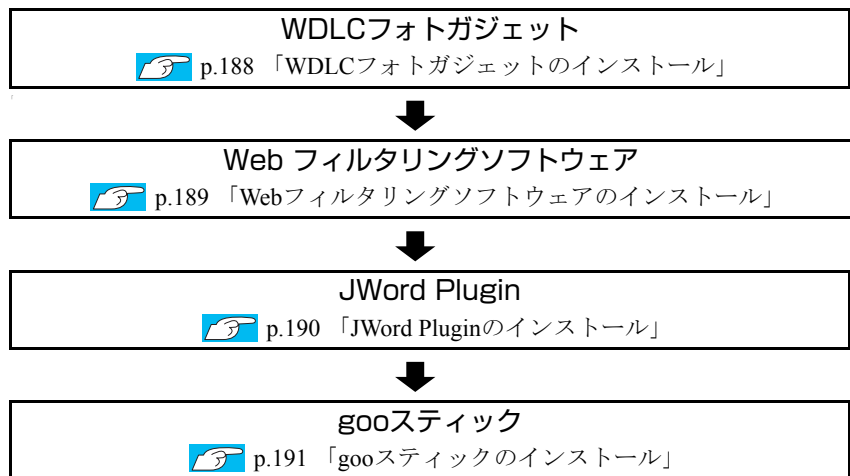 WDLCフォトガジェット
p.188 「WDLCフォトガジェットのインストール」
Web フィルタリングソフトウェア
p.189 「Webフィルタリングソフトウェアのインストール」
JWord Plugin
p.190 「JWord Pluginのインストール」
gooスティック
p.191 「gooスティックのインストール」